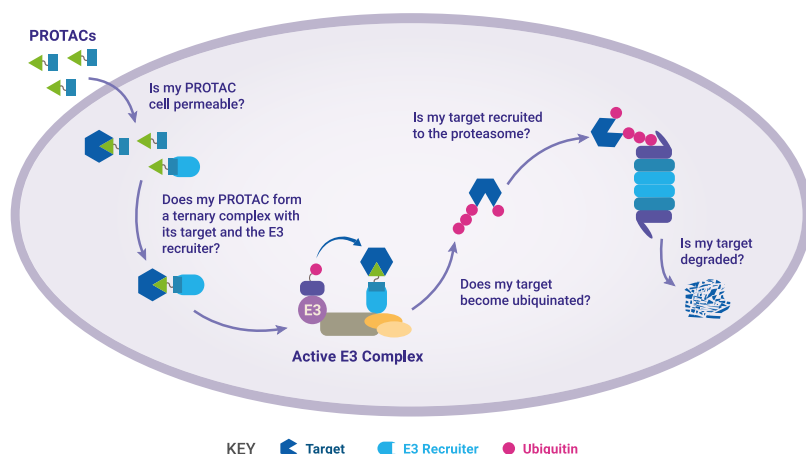 PROTACs
Is my PROTAC
cell permeable?
Does my PROTAC form
a ternary complex with
its target and the E3
recruiter?
E3
Active E3 Complex
Does my target
become ubiquinated?
Is my target recruited
to the proteasome?
Is my target
degraded?
KEY
Target
E3 Recruiter
Ubiquitin